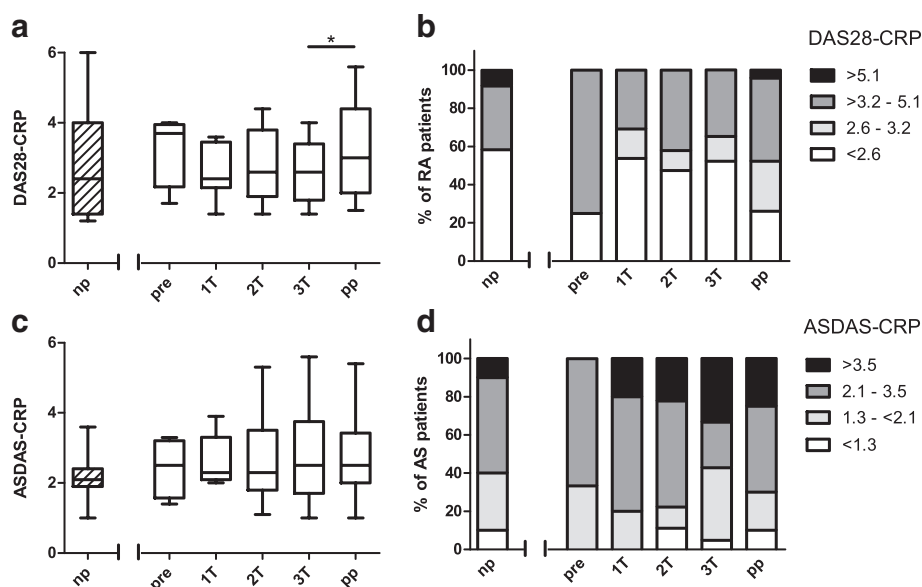 a
DAS28-CRP
6
4
2
0
*
np
pre
1T
2T
3T
pp
b
% of RA patients
100
80
60
40
20
0
np
pre
1T
2T
3T
pp
DAS28-CRP
>5.1
>3.2 - 5.1
2.6 - 3.2
<2.6
c
ASDAS-CRP
6
4
2
0
np
pre
1T
2T
3T
pp
d
% of AS patients
100
80
60
40
20
0
np
pre
1T
2T
3T
pp
ASDAS-CRP
>3.5
2.1 - 3.5
1.3 - <2.1
<1.3